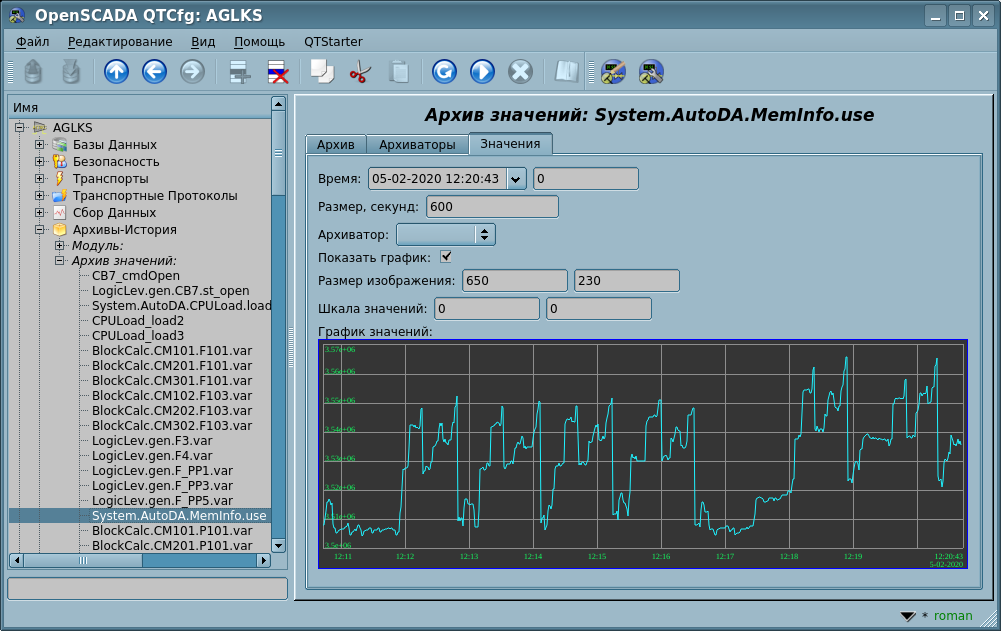 OpenSCADA QTCfg: AGLKS
Файл Редактирование Вид Помощь QTStarter
Имя
AGLKS
Базы Данных
Безопасность
Транспорты
Транспортные Протоколы
Сбор Данных
Архивы-История
Модуль:
Архив значений:
CB7_cmdOpen
LogicLev.gen.CB7.st_open
System.AutoDA.CPULoad.load
CPULoad_load2
CPULoad_load3
BlockCalc.CM101.F101.var
BlockCalc.CM201.F101.var
BlockCalc.CM301.F101.var
BlockCalc.CM102.F103.var
BlockCalc.CM202.F103.var
BlockCalc.CM302.F103.var
LogicLev.gen.F3.var
LogicLev.gen.F4.var
LogicLev.gen.F_PP1.var
LogicLev.gen.F_PP3.var
LogicLev.gen.F_PP5.var
System.AutoDA.MemInfo.use
BlockCalc.CM101.P101.var
BlockCalc.CM201.P101.var
Архив значений: System.AutoDA.MemInfo.use
Архив Архиваторы Значения
Время: 05-02-2020 12:20:43 0
Размер, секунд: 600
Архиватор:
Показать график:
Размер изображения: 650 230
Шкала значений: 0 0
График значений:
3.57e+06
3.56e+06
3.55e+06
3.54e+06
3.53e+06
3.52e+06
3.51e+06
3.5e+06
12:11 12:12 12:13 12:14 12:15 12:16 12:17 12:18 12:19 12:20:43
5-02-2020
* roman